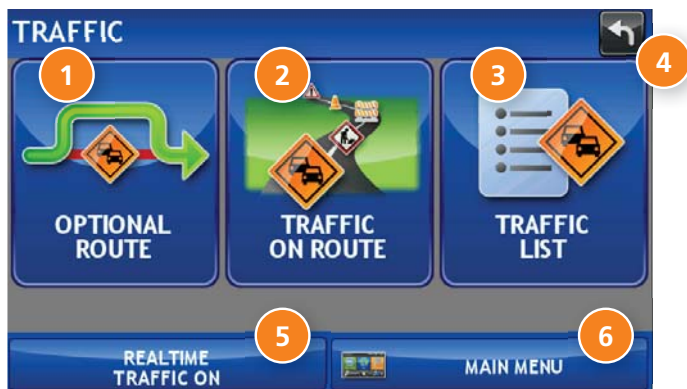 TRAFFIC
1
2
3
4
OPTIONAL
ROUTE
TRAFFIC
ON ROUTE
TRAFFIC
LIST
5
6
REALTIME
TRAFFIC ON
MAIN MENU